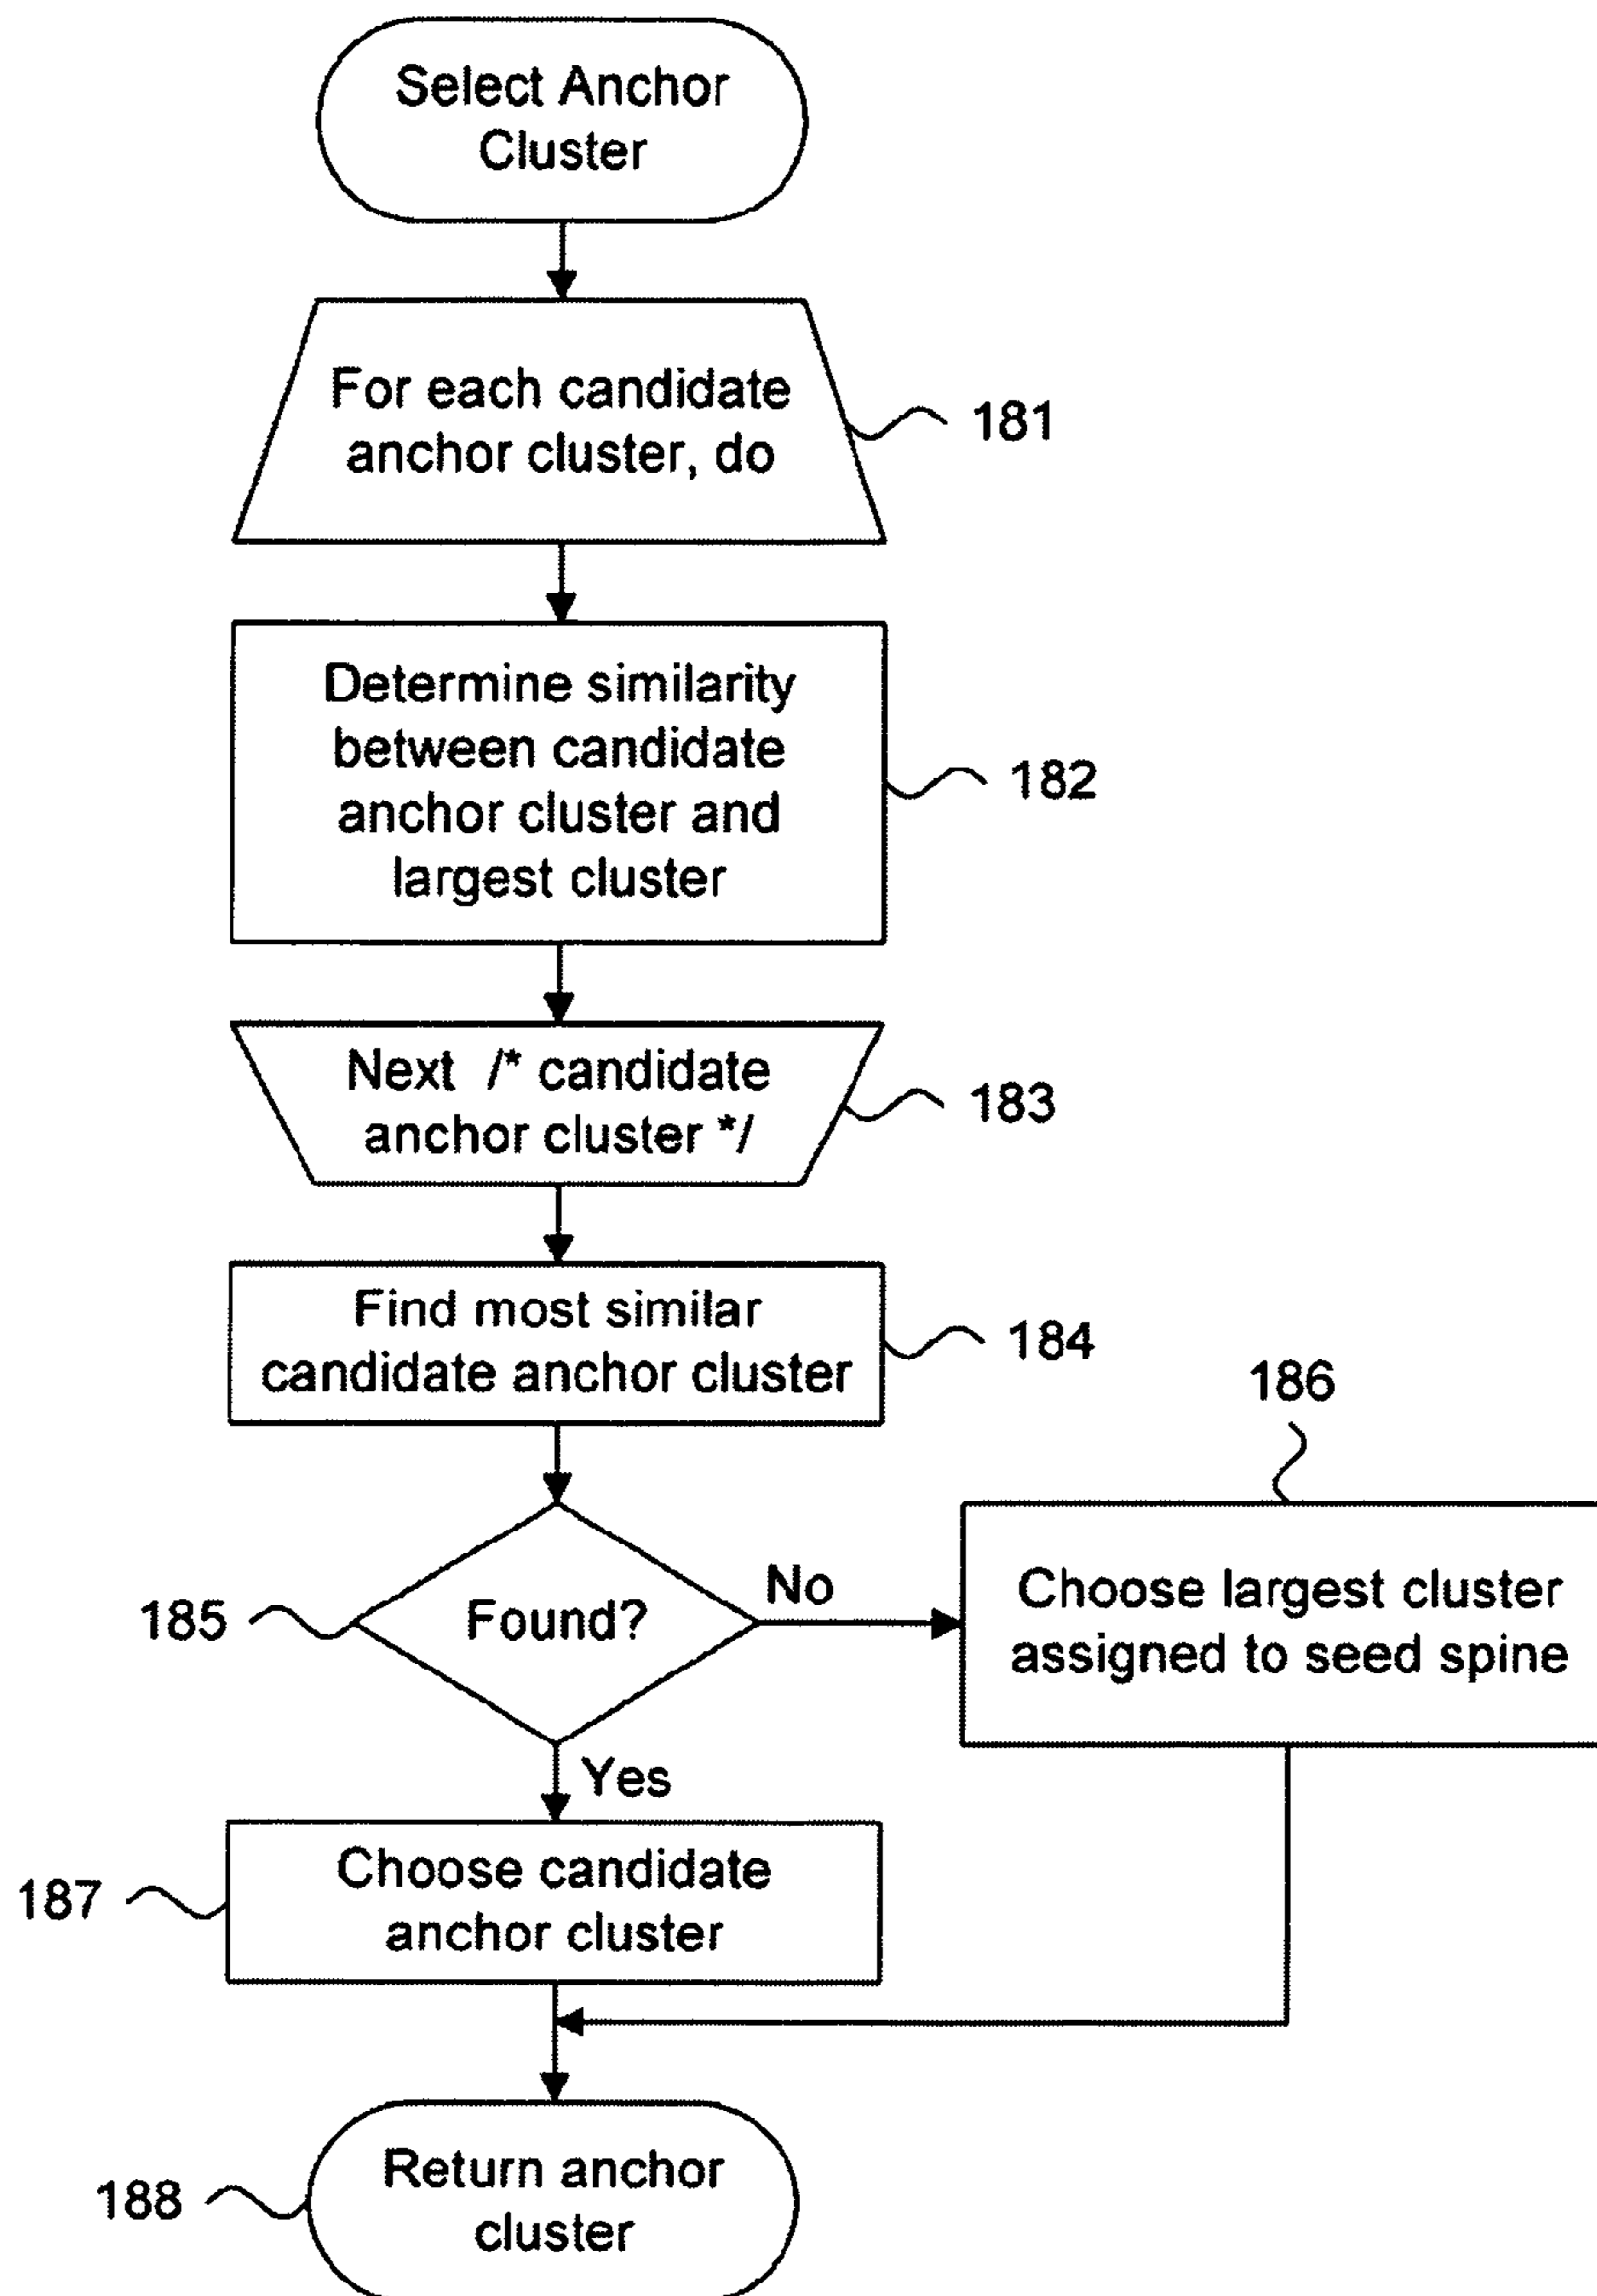 Select Anchor
Cluster
For each candidate
anchor cluster, do
181
Determine similarity
between candidate
anchor cluster and
largest cluster
182
Next /* candidate
anchor cluster */
183
Find most similar
candidate anchor cluster
184
186
185
Found?
No
Choose largest cluster
assigned to seed spine
Yes
187
Choose candidate
anchor cluster
188
Return anchor
cluster